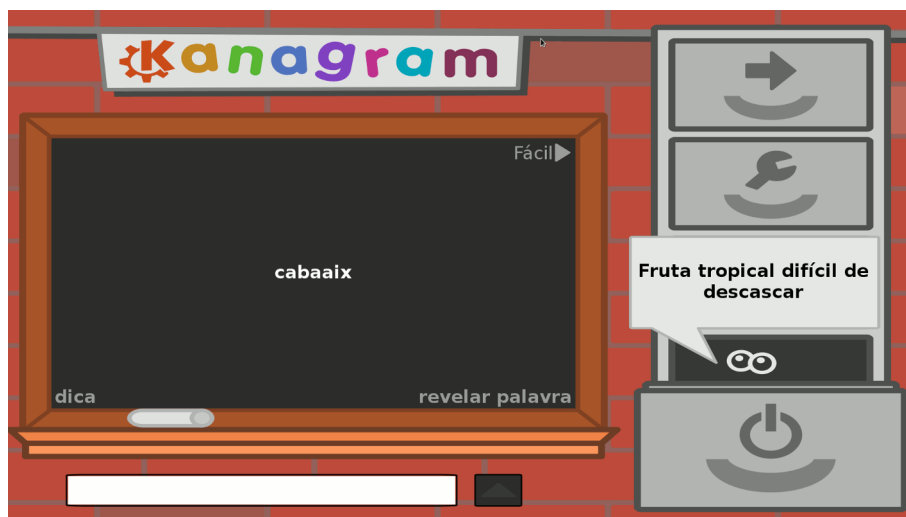 Kanagram
Fácil
cabaaix
Fruta tropical difícil de
descascar
dica
revelar palavra